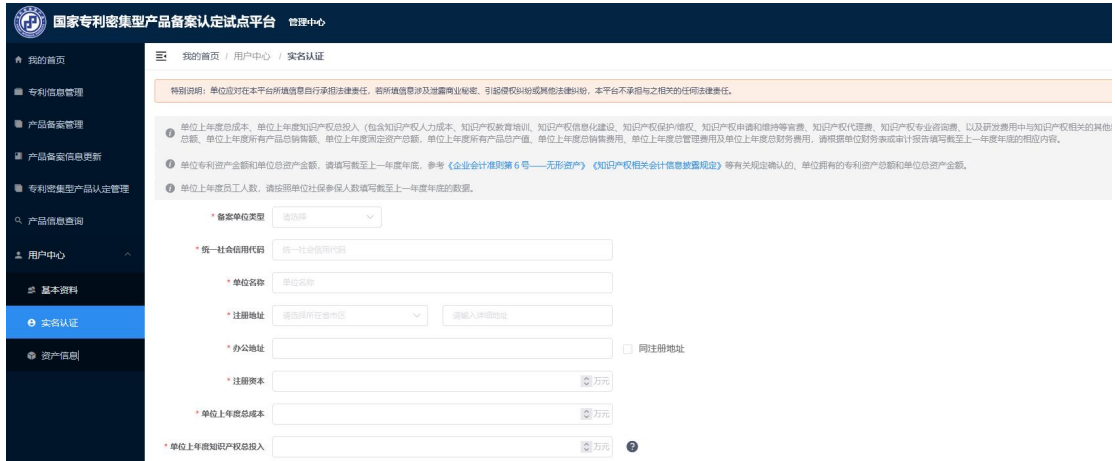 国家专利密集型产品备案认定试点平台 管理中心
我的首页
专利信息管理
产品备案管理
产品备案信息更新
专利密集型产品认定管理
产品信息查询
用户中心
基本资料
实名认证
资产信息
我的首页 / 用户中心 / 实名认证
特别说明：单位应对在本平台所填信息自行承担法律责任，若所填信息涉及泄露商业秘密、引起侵权纠纷或其他法律纠纷，本平台不承担与之相关的任何法律责任。
单位上年度总成本、单位上年度知识产权总投入（包含知识产权人力成本、知识产权教育培训、知识产权信息化建设、知识产权保护/维权、知识产权申请和维持等官费、知识产权代理费、知识产权专业咨询费、以及研发费用中与知识产权相关的其他
总额、单位上年度所有产品总销售额、单位上年度固定资产总额、单位上年度所有产品总产值、单位上年度总销售费用、单位上年度总管理费用及单位上年度总财务费用，请根据单位财务表或审计报告填写截至上一年度年底的相应内容。
单位专利资产金额和单位总资产金额，请填写截至上一年度年底，参考《企业会计准则第6号——无形资产》《知识产权相关会计信息披露规定》等有关规定确认的，单位拥有的专利资产总额和单位总资产金额。
单位上年度员工人数，请按照单位社保参保人数填写截至上一年度年底的数据。
* 备案单位类型 请选择
* 统一社会信用代码 统一社会信用代码
* 单位名称 单位名称
* 注册地址 请选择所在省市区 请输入详细地址
* 办公地址 同注册地址
* 注册资本 万元
* 单位上年度总成本 万元
* 单位上年度知识产权总投入 万元